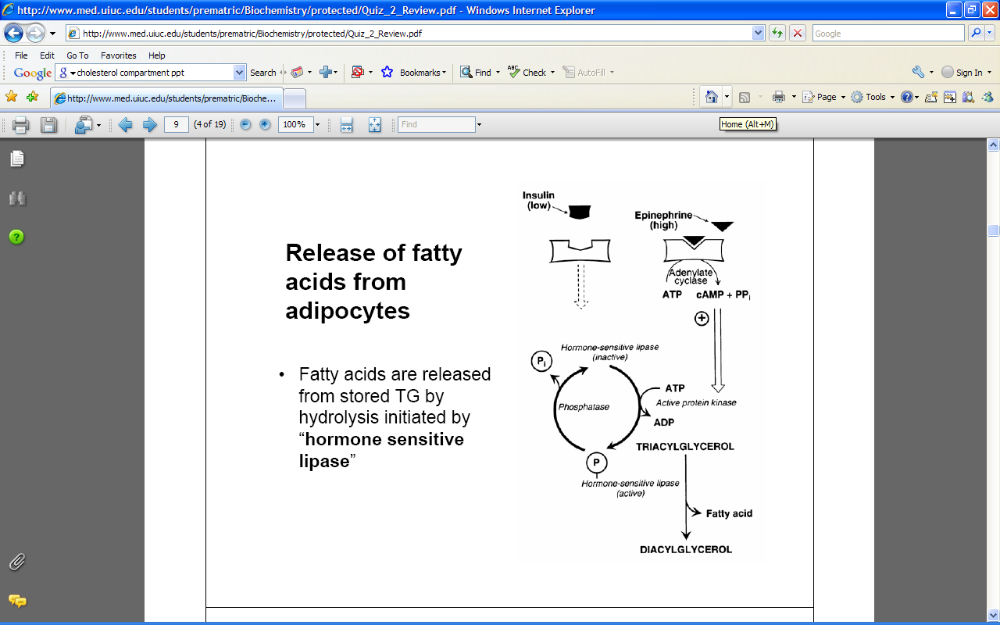 http://www.med.uiuc.edu/students/prematric/Biochemistry/protected/Quiz_2_Review.pdf - Windows Internet Explorer
http://www.med.uiuc.edu/students/prematric/Biochemistry/protected/Quiz_2_Review.pdf
Google
File Edit Go To Favorites Help
Google g cholesterol compartment ppt Search Bookmarks Find ABC Check AutoFill Sign In
http://www.med.uiuc.edu/students/prematric/Bioche... Page Tools
9 (4 of 19) 100% Find
Home (Alt+M)
Release of fatty
acids from
adipocytes
• Fatty acids are released
from stored TG by
hydrolysis initiated by
“hormone sensitive
lipase”
Insulin
(low)
Epinephrine
(high)
Adenylate
cyclase
ATP cAMP + PPi
+
Hormone-sensitive lipase
(inactive)
Pi
Phosphatase
ATP
Active protein kinase
ADP
TRIACYLGLYCEROL
P
Hormone-sensitive lipase
(active)
Fatty acid
DIACYLGLYCEROL